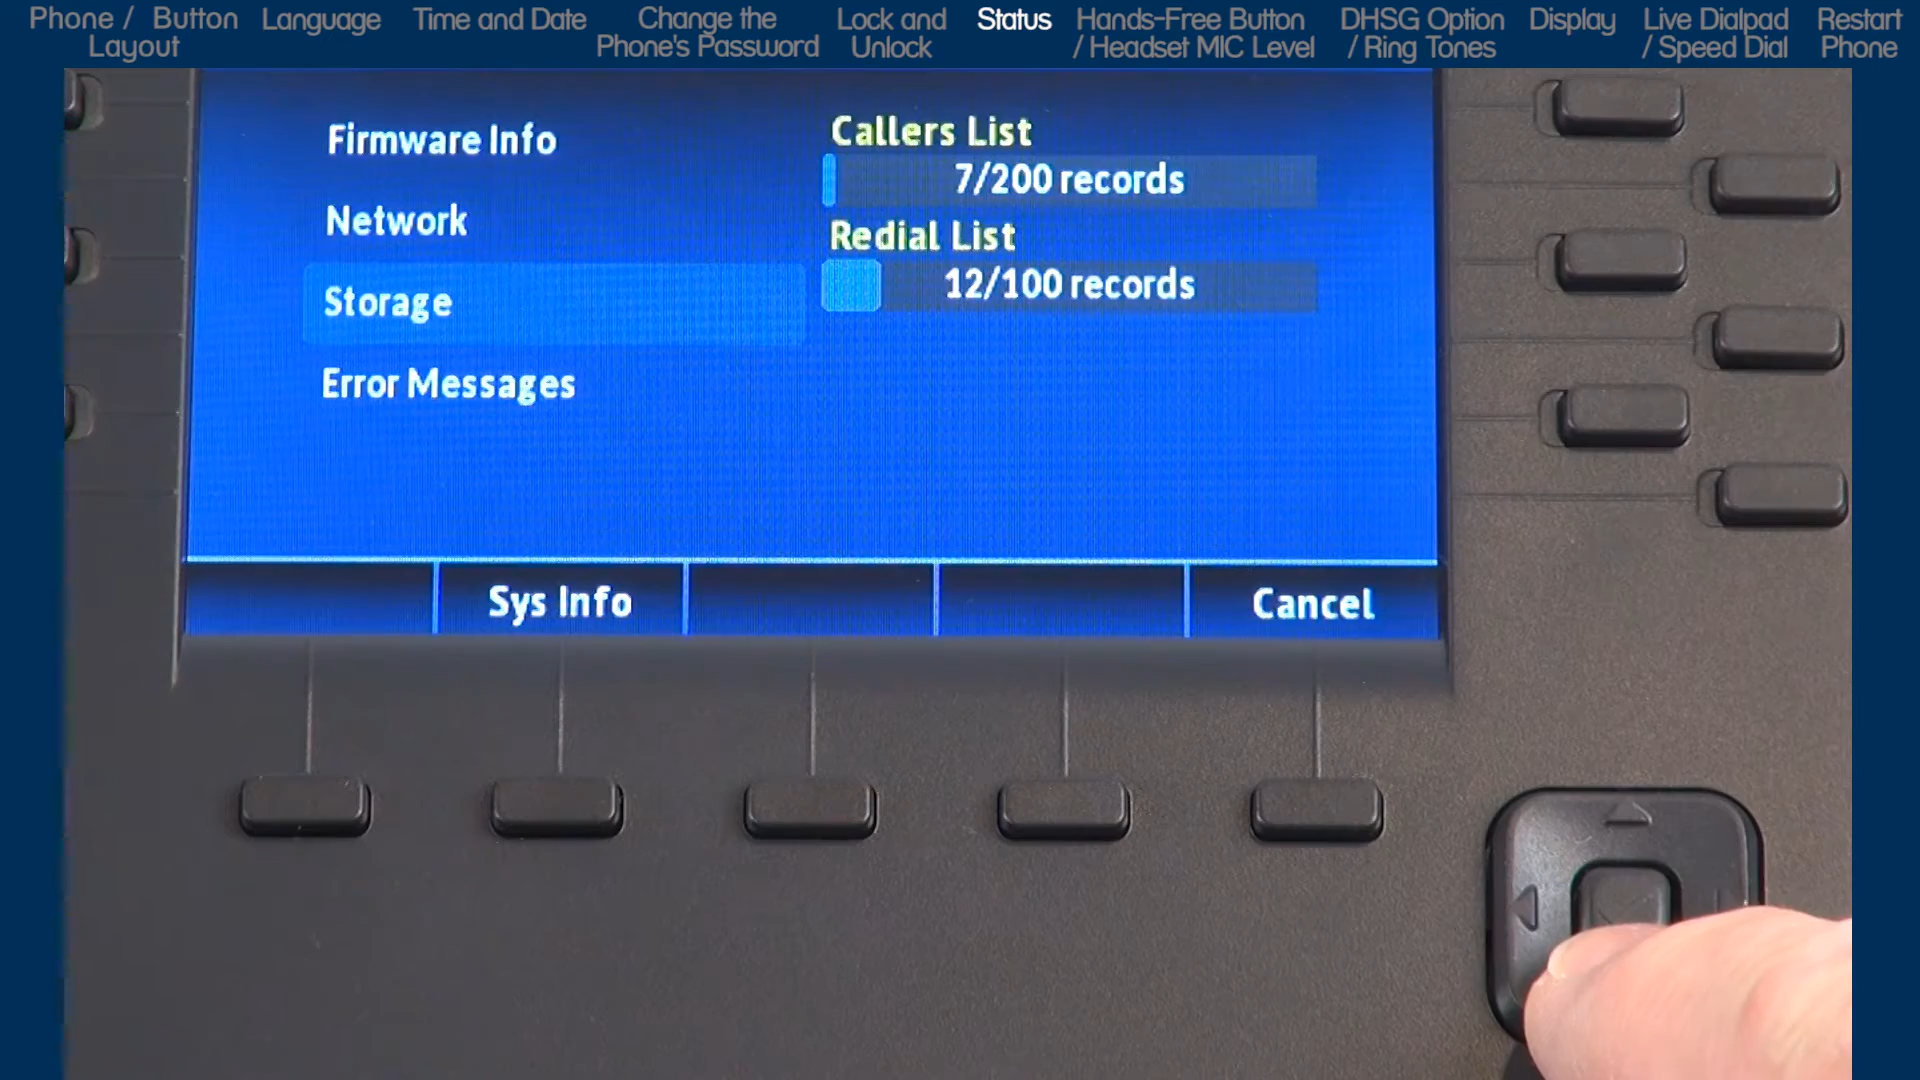 Phone / Button
Layout
Language
Time and Date
Change the
Phone's Password
Lock and
Unlock
Status
Hands-Free Button
/ Headset MIC Level
DHSG Option
/ Ring Tones
Display
Live Dialpad
/ Speed Dial
Restart
Phone
Firmware Info
Network
Storage
Error Messages
Callers List
7/200 records
Redial List
12/100 records
Sys Info
Cancel